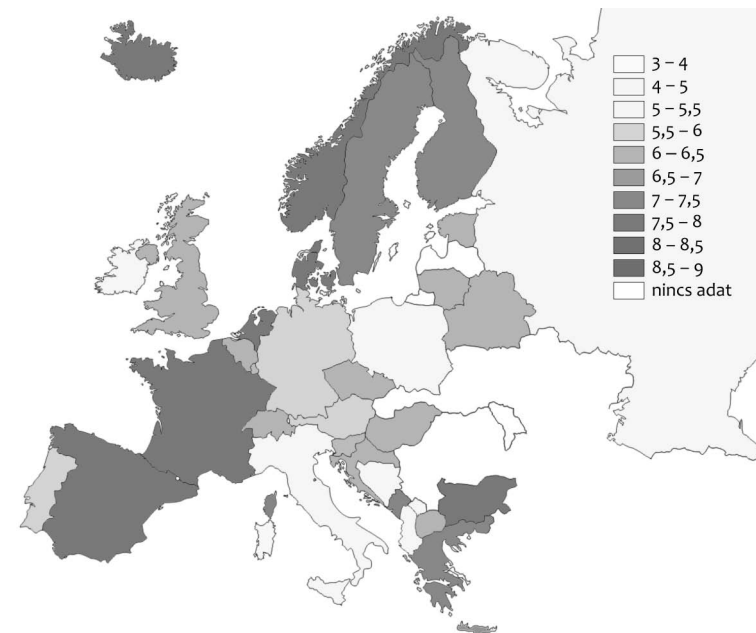 3 – 4
4 – 5
5 – 5,5
5,5 – 6
6 – 6,5
6,5 – 7
7 – 7,5
7,5 – 8
8 – 8,5
8,5 – 9
nincs adat